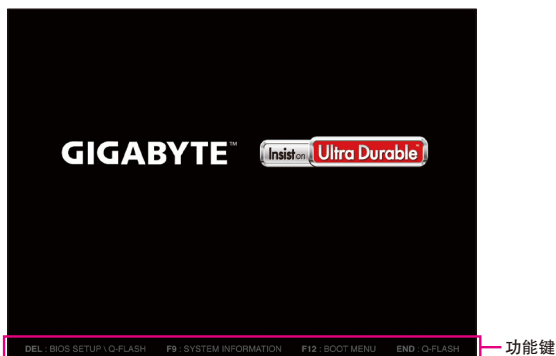 GIGABYTE™ Insist on Ultra Durable™
DEL : BIOS SETUP \ Q-FLASH F9 : SYSTEM INFORMATION F12 : BOOT MENU END : Q-FLASH
功能键